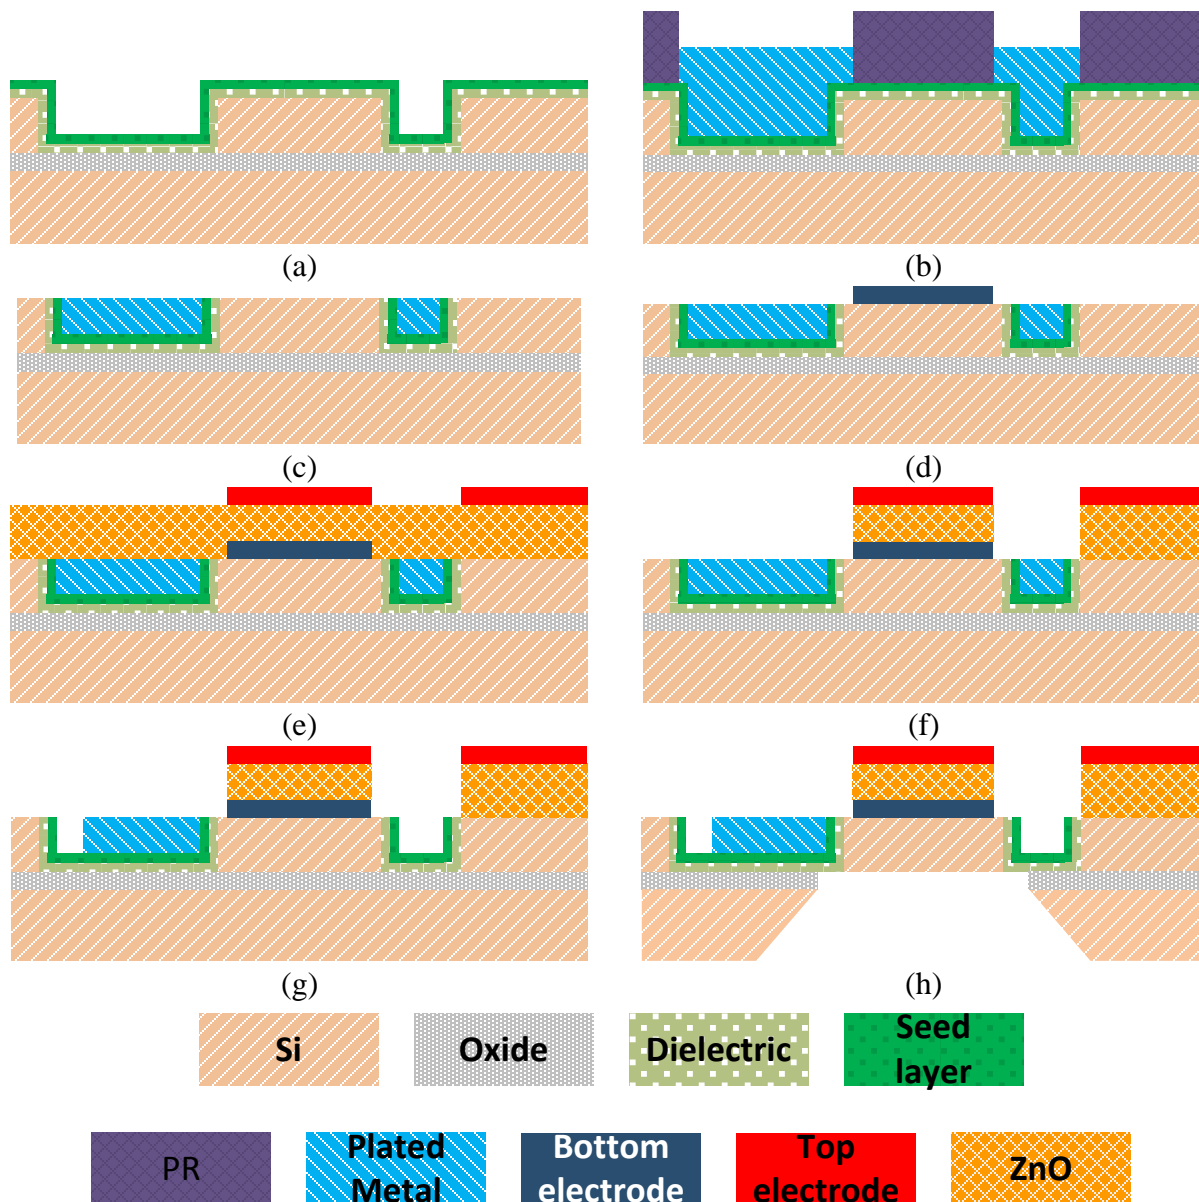 (a)
(b)
(c)
(d)
(e)
(f)
(g)
(h)
Si
Oxide
Dielectric
Seed
layer
PR
Plated
Metal
Bottom
electrode
Top
electrode
ZnO